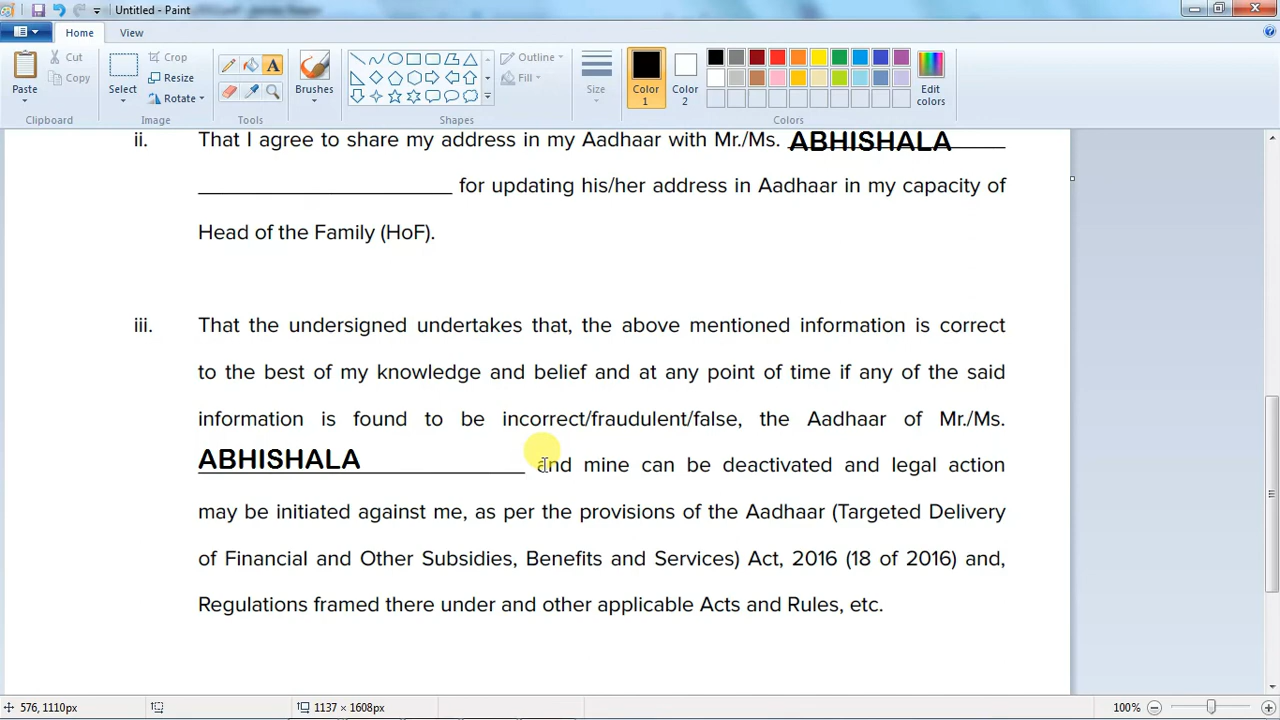 Untitled - Paint
Home View
Paste
Cut
Copy
Clipboard
Select
Crop
Resize
Rotate
Image
Tools
Brushes
Shapes
Outline
Fill
Size
Color 1
Color 2
Edit colors
Colors
ii. That I agree to share my address in my Aadhaar with Mr./Ms. ABHISHALA
for updating his/her address in Aadhaar in my capacity of
Head of the Family (HoF).
iii. That the undersigned undertakes that, the above mentioned information is correct
to the best of my knowledge and belief and at any point of time if any of the said
information is found to be incorrect/fraudulent/false, the Aadhaar of Mr./Ms.
ABHISHALA and mine can be deactivated and legal action
may be initiated against me, as per the provisions of the Aadhaar (Targeted Delivery
of Financial and Other Subsidies, Benefits and Services) Act, 2016 (18 of 2016) and,
Regulations framed there under and other applicable Acts and Rules, etc.
576, 1110px 1137 × 1608px 100%